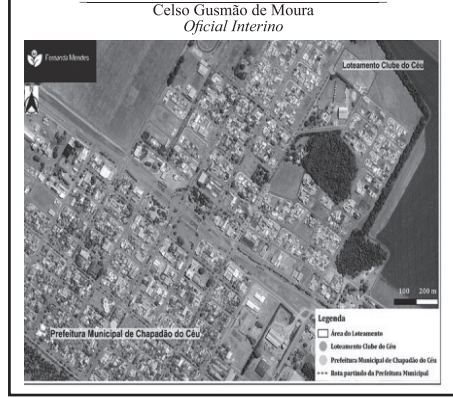 Celso Gusmão de Moura
Oficial Interino
Fernanda Mendes
Loteamento Clube do Céu
100 200 m
Legenda
Área do Loteamento
Loteamento Clube do Céu
Prefeitura Municipal de Chapadão do Céu
Rota partindo da Prefeitura Municipal
Prefeitura Municipal de Chapadão do Céu